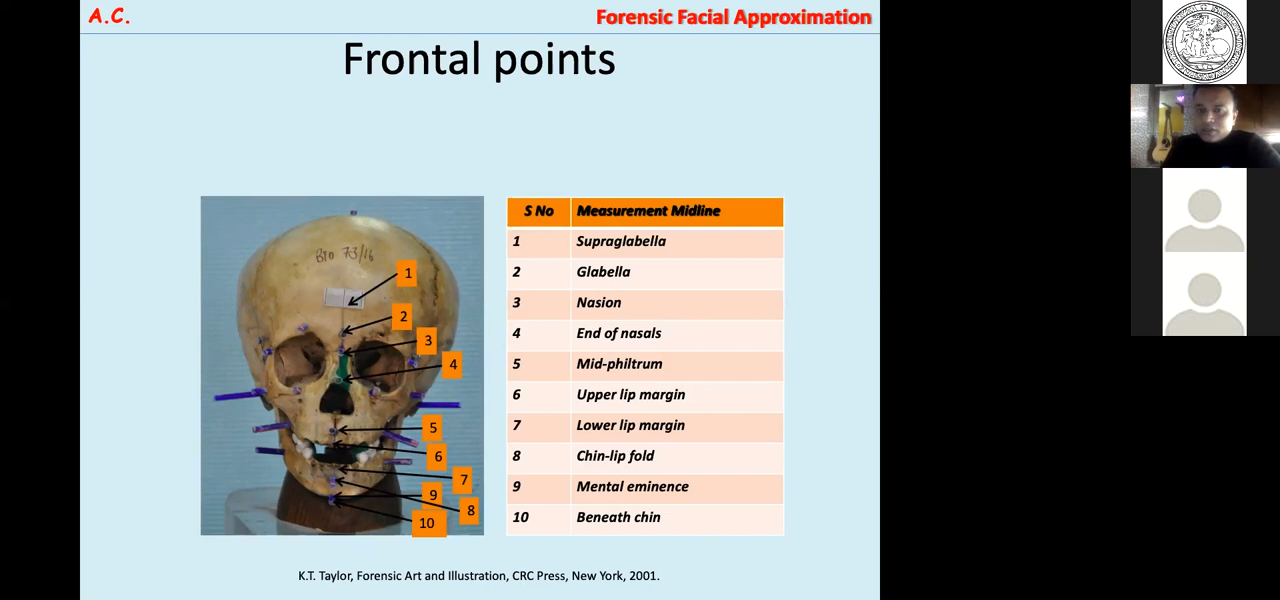 A.C.
Forensic Facial Approximation
Frontal points
BTO 73/16
1
2
3
4
5
6
7
8
9
10
S No Measurement Midline
1 Supraglabella
2 Glabella
3 Nasion
4 End of nasals
5 Mid-philtrum
6 Upper lip margin
7 Lower lip margin
8 Chin-lip fold
9 Mental eminence
10 Beneath chin
K.T. Taylor, Forensic Art and Illustration, CRC Press, New York, 2001.